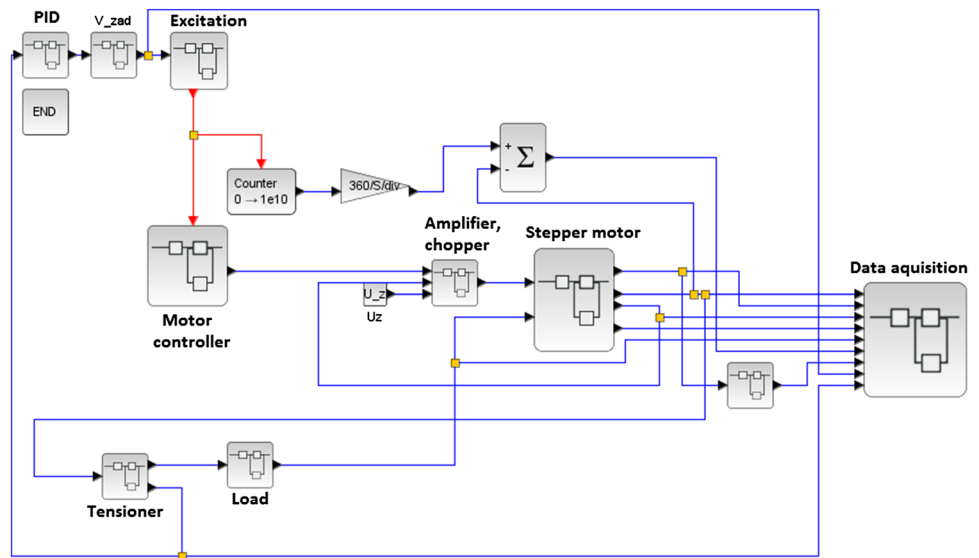 PID
V_zad
Excitation
END
Counter
0 → 1e10
360/S/div
+
-
Σ
Amplifier,
chopper
Stepper motor
Data aquisition
U_z
Uz
Motor
controller
Load
Tensioner